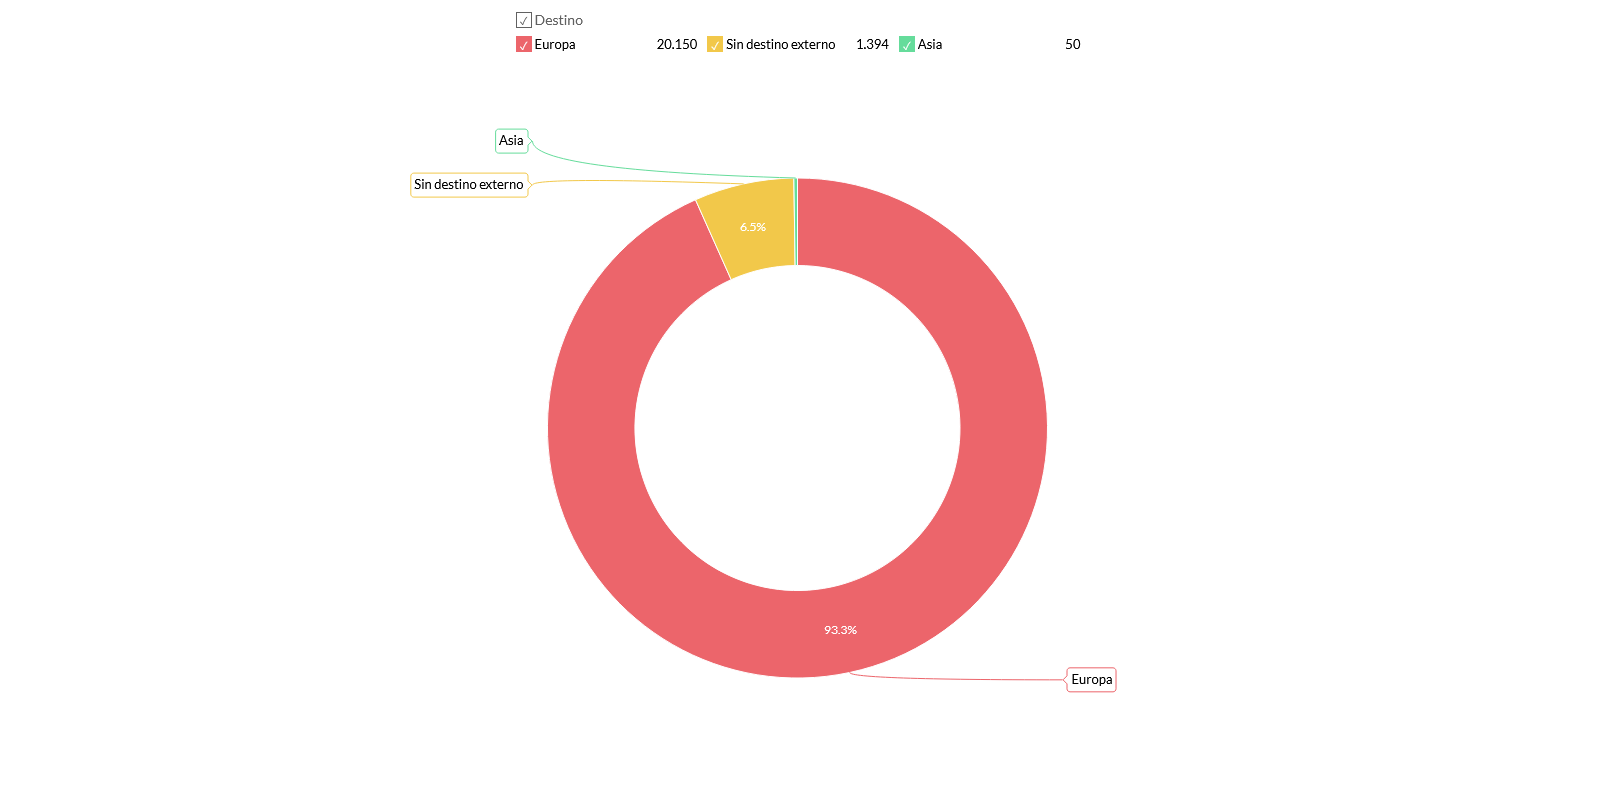 Destino
Europa 20.150 Sin destino externo 1.394 Asia 50
Asia
Sin destino externo
6.5%
93.3%
Europa